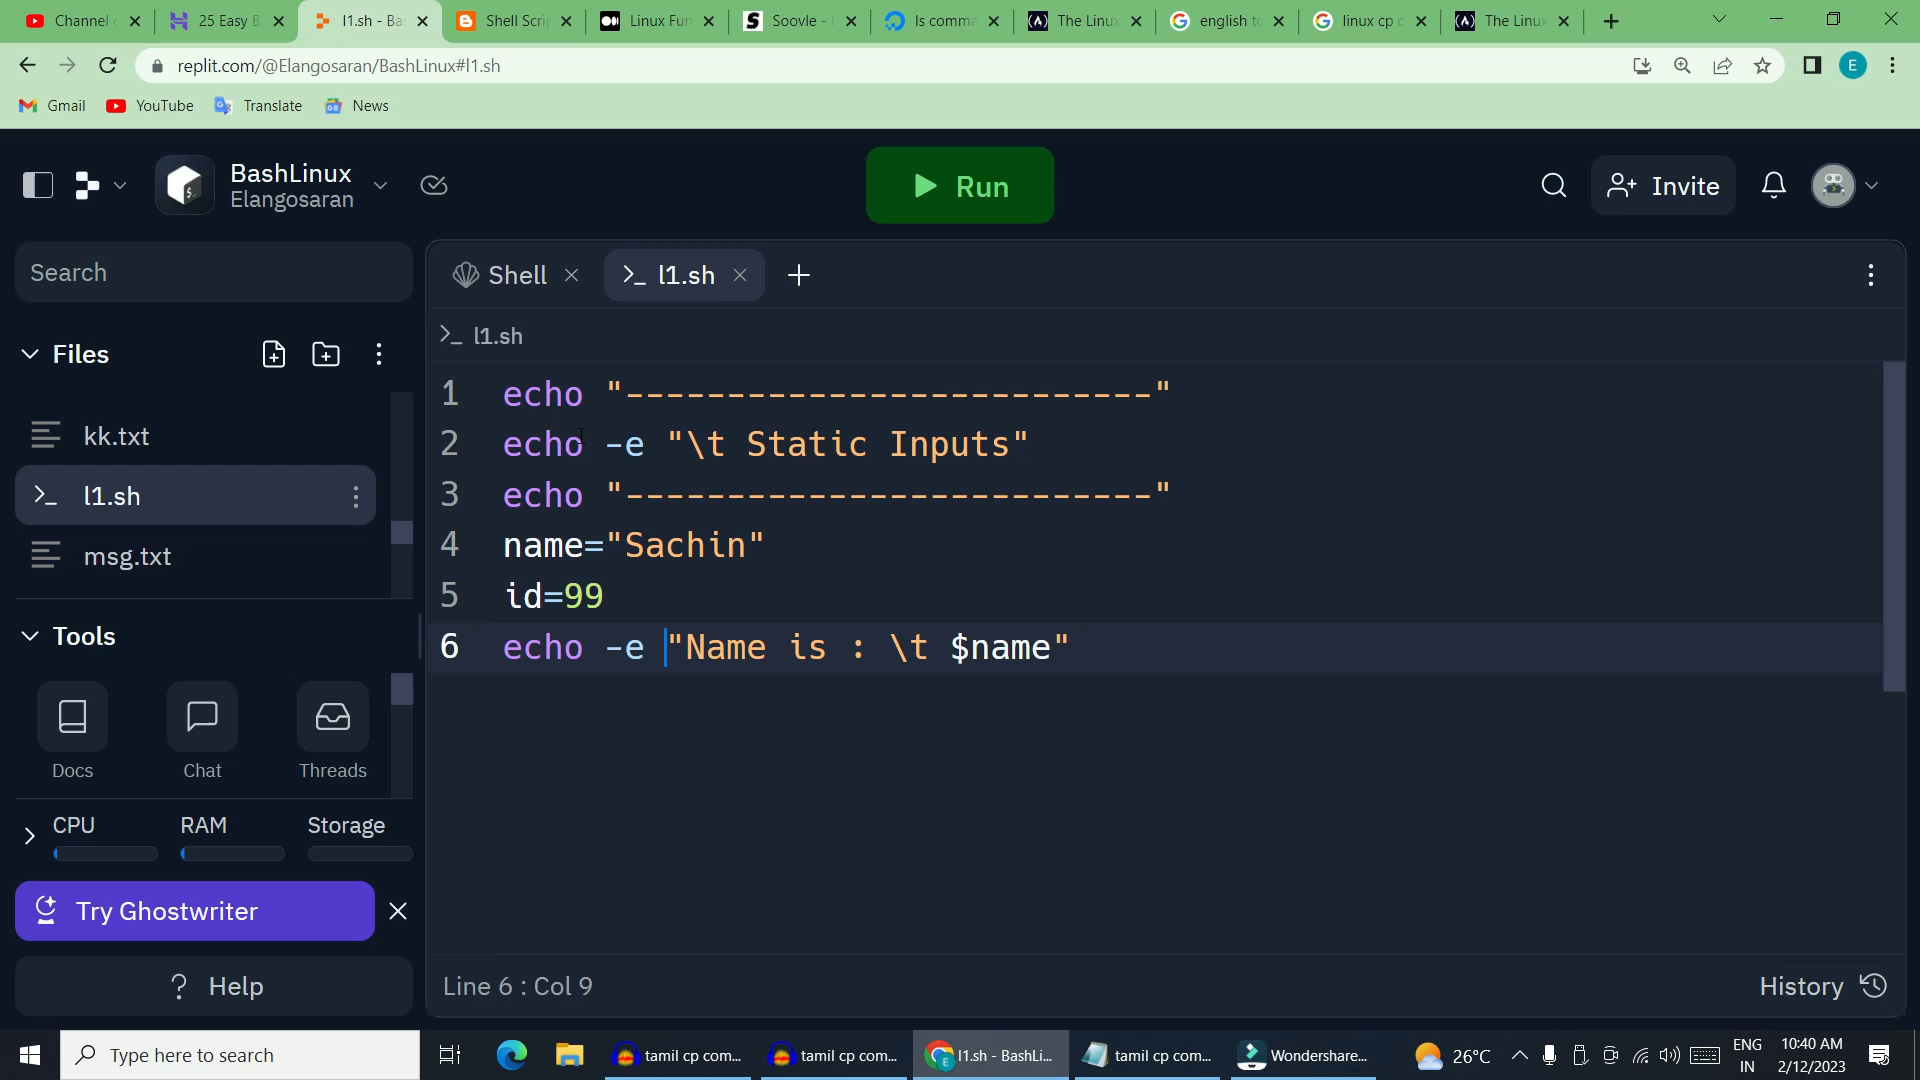 Channel
25 Easy B
l1.sh - Bas
Shell Scrip
Linux Fun
Soovle -
ls comma
The Linux
english to
linux cp c
The Linux
replit.com/@Elangosaran/BashLinux#l1.sh
E
Gmail
YouTube
Translate
News
BashLinux
Elangosaran
Run
Invite
Search
Shell
l1.sh
Files
l1.sh
kk.txt
l1.sh
msg.txt
1 echo "--------------------------"
2 echo -e "\t Static Inputs"
3 echo "--------------------------"
4 name="Sachin"
5 id=99
6 echo -e "Name is : \t $name"
Tools
Docs
Chat
Threads
CPU
RAM
Storage
Try Ghostwriter
Help
Line 6 : Col 9
History
Type here to search
tamil cp com...
tamil cp com...
l1.sh - BashLi...
tamil cp com...
Wondershare...
26°C
ENG
IN
10:40 AM
2/12/2023